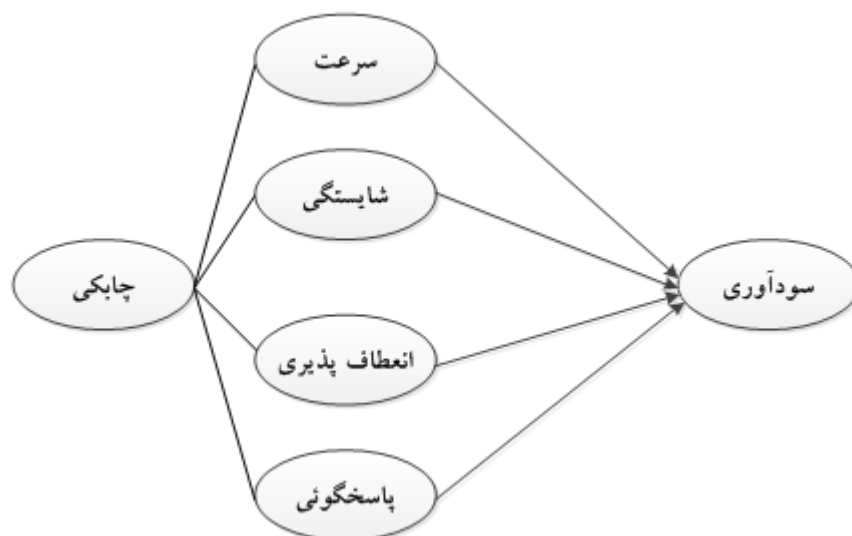 سرعت
شایستگی
چابکی
سودآوری
انعطاف پذیری
پاسخگوئی